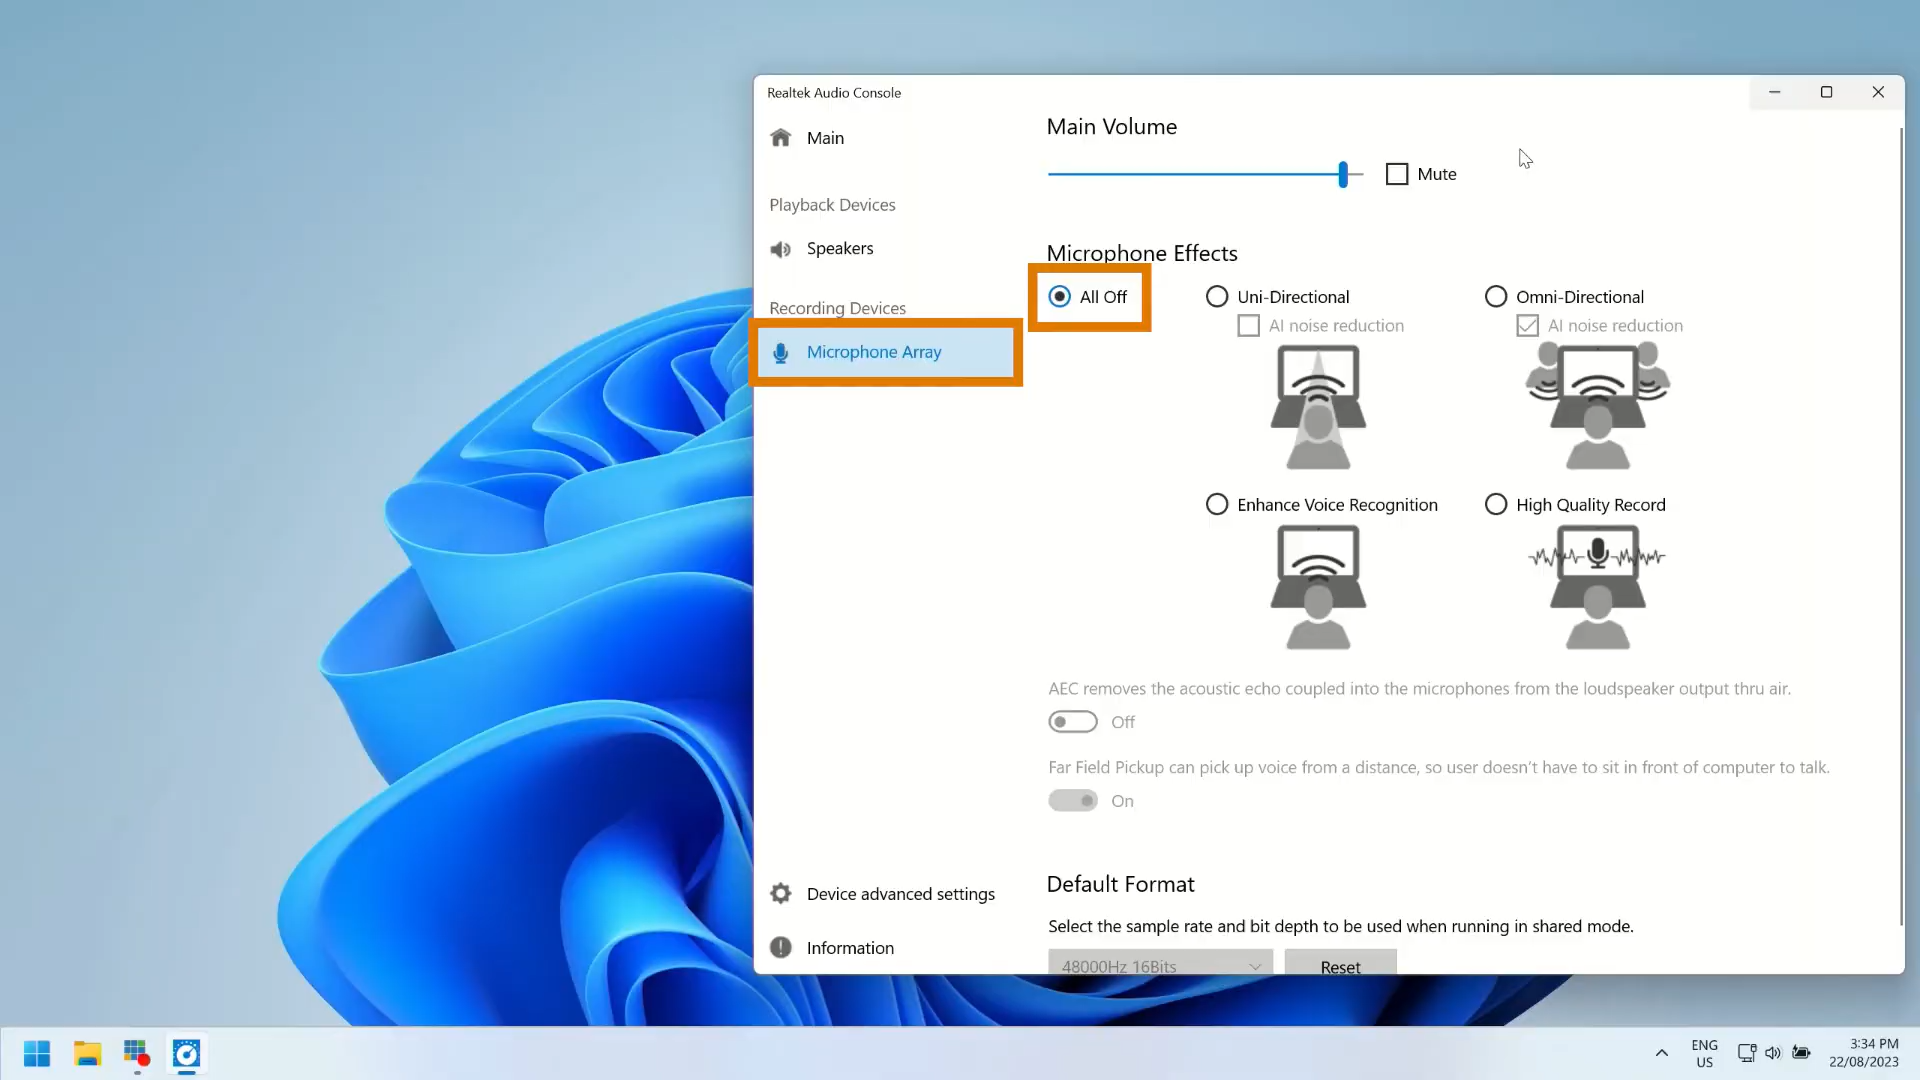 Realtek Audio Console
Main
Playback Devices
Speakers
Recording Devices
Microphone Array
Device advanced settings
Information
Main Volume
Mute
Microphone Effects
All Off
Uni-Directional
AI noise reduction
Omni-Directional
AI noise reduction
Enhance Voice Recognition
High Quality Record
AEC removes the acoustic echo coupled into the microphones from the loudspeaker output thru air.
Off
Far Field Pickup can pick up voice from a distance, so user doesn't have to sit in front of computer to talk.
On
Default Format
Select the sample rate and bit depth to be used when running in shared mode.
48000Hz 16Bits
Reset
ENG
US
3:34 PM
22/08/2023